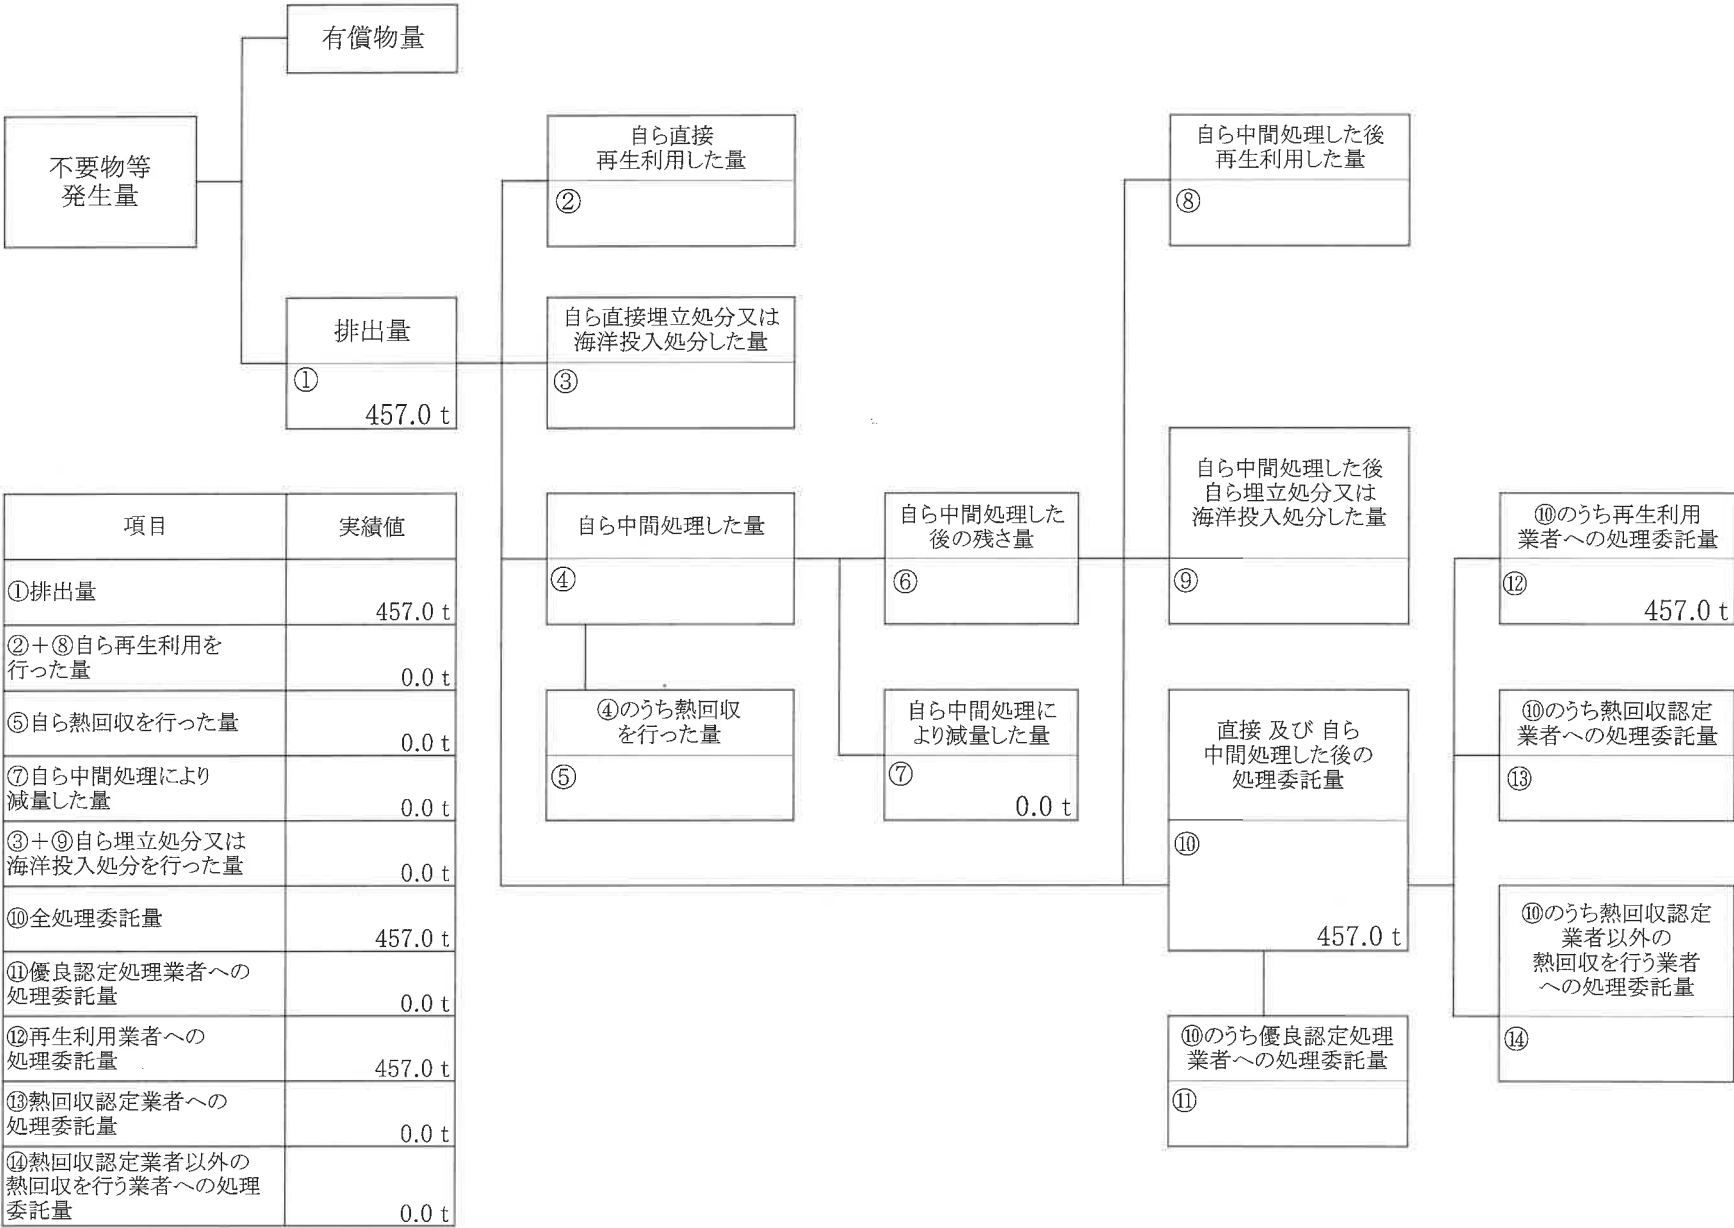 有償物量
不要物等
発生量
自ら直接
再生利用した量
②
自ら中間処理した後
再生利用した量
⑧
排出量
①
457.0 t
自ら直接埋立処分又は
海洋投入処分した量
③
自ら中間処理した量
④
自ら中間処理した
後の残さ量
⑥
自ら中間処理した後
自ら埋立処分又は
海洋投入処分した量
⑨
⑩のうち再生利用
業者への処理委託量
⑫
457.0 t
④のうち熱回収
を行った量
⑤
自ら中間処理に
より減量した量
⑦
0.0 t
直接 及び 自ら
中間処理した後の
処理委託量
⑩
457.0 t
⑩のうち熱回収認定
業者への処理委託量
⑬
⑩のうち熱回収認定
業者以外の
熱回収を行う業者
への処理委託量
⑭
⑩のうち優良認定処理
業者への処理委託量
⑪
項目 実績値
①排出量
457.0 t
②＋⑧自ら再生利用を
行った量
0.0 t
⑤自ら熱回収を行った量
0.0 t
⑦自ら中間処理により
減量した量
0.0 t
③＋⑨自ら埋立処分又は
海洋投入処分を行った量
0.0 t
⑩全処理委託量
457.0 t
⑪優良認定処理業者への
処理委託量
0.0 t
⑫再生利用業者への
処理委託量
457.0 t
⑬熱回収認定業者への
処理委託量
0.0 t
⑭熱回収認定業者以外の
熱回収を行う業者への処理
委託量
0.0 t